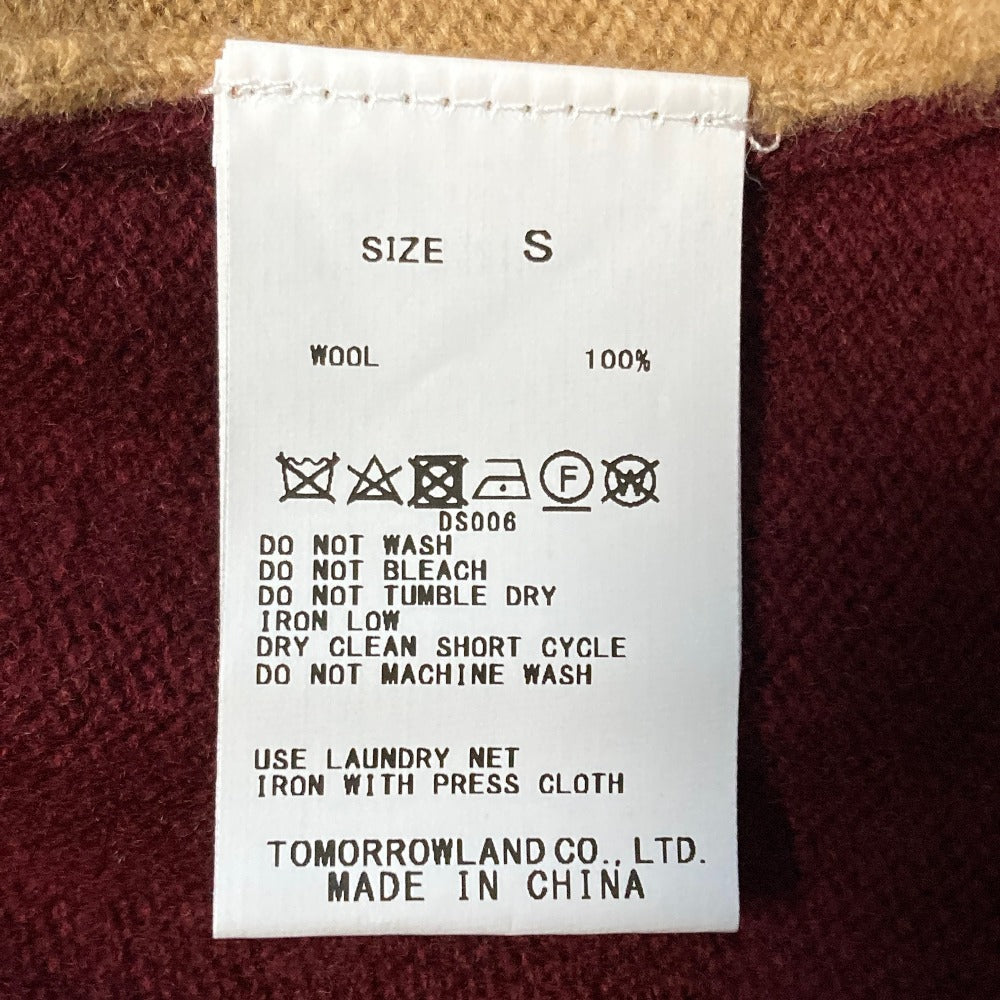 SIZE S
WOOL 100%
F W
DS006
DO NOT WASH
DO NOT BLEACH
DO NOT TUMBLE DRY
IRON LOW
DRY CLEAN SHORT CYCLE
DO NOT MACHINE WASH
USE LAUNDRY NET
IRON WITH PRESS CLOTH
TOMORROWLAND CO., LTD.
MADE IN CHINA